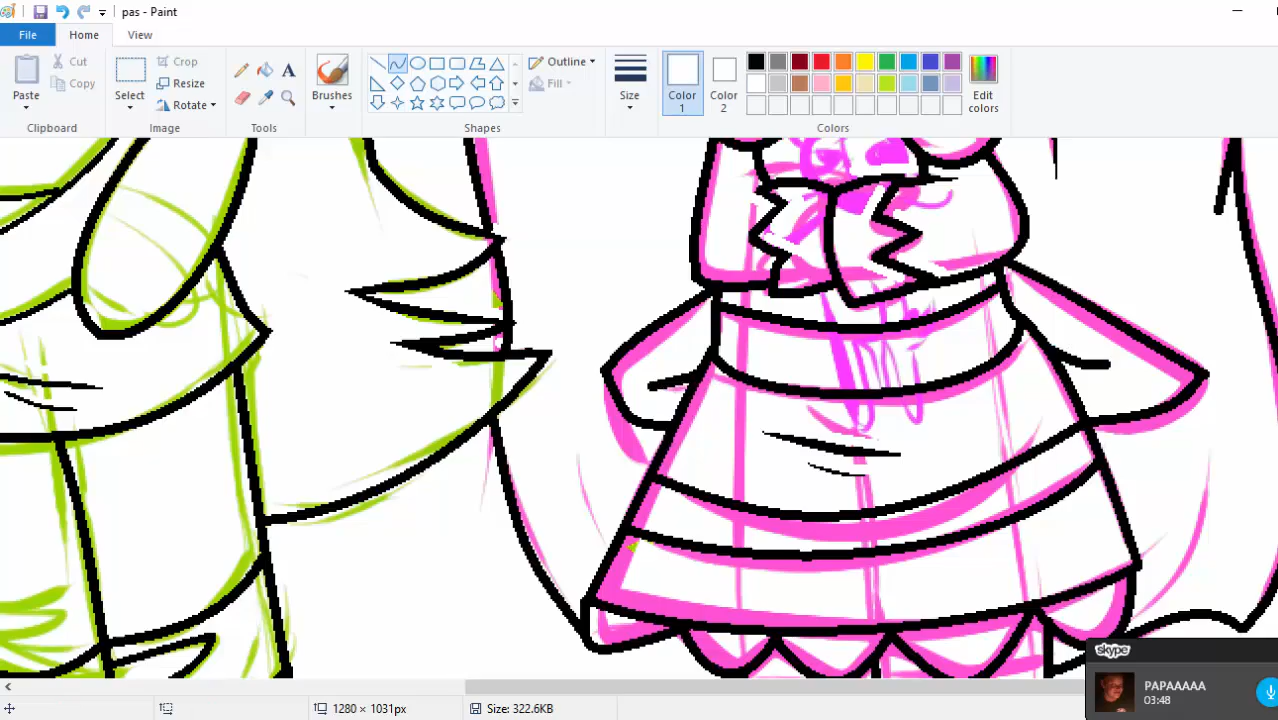 pas - Paint
File Home View
Paste
Cut
Copy
Select
Crop
Resize
Rotate
A
Brushes
Outline
Fill
Size
Color 1
Color 2
Edit colors
Clipboard Image Tools Shapes Colors
skype
PAPAAAAA
03:48
1280 × 1031px Size: 322.6KB